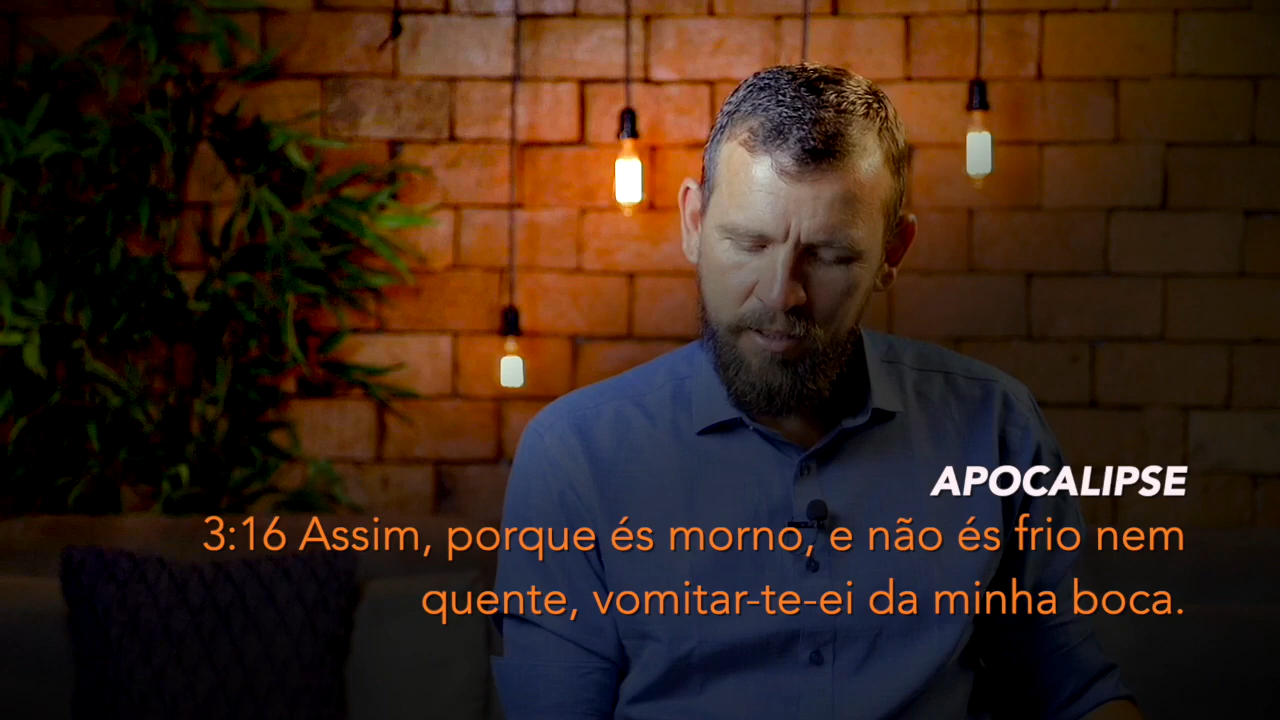 APOCALIPSE
3:16 Assim, porque és morno, e não és frio nem
quente, vomitar-te-ei da minha boca.